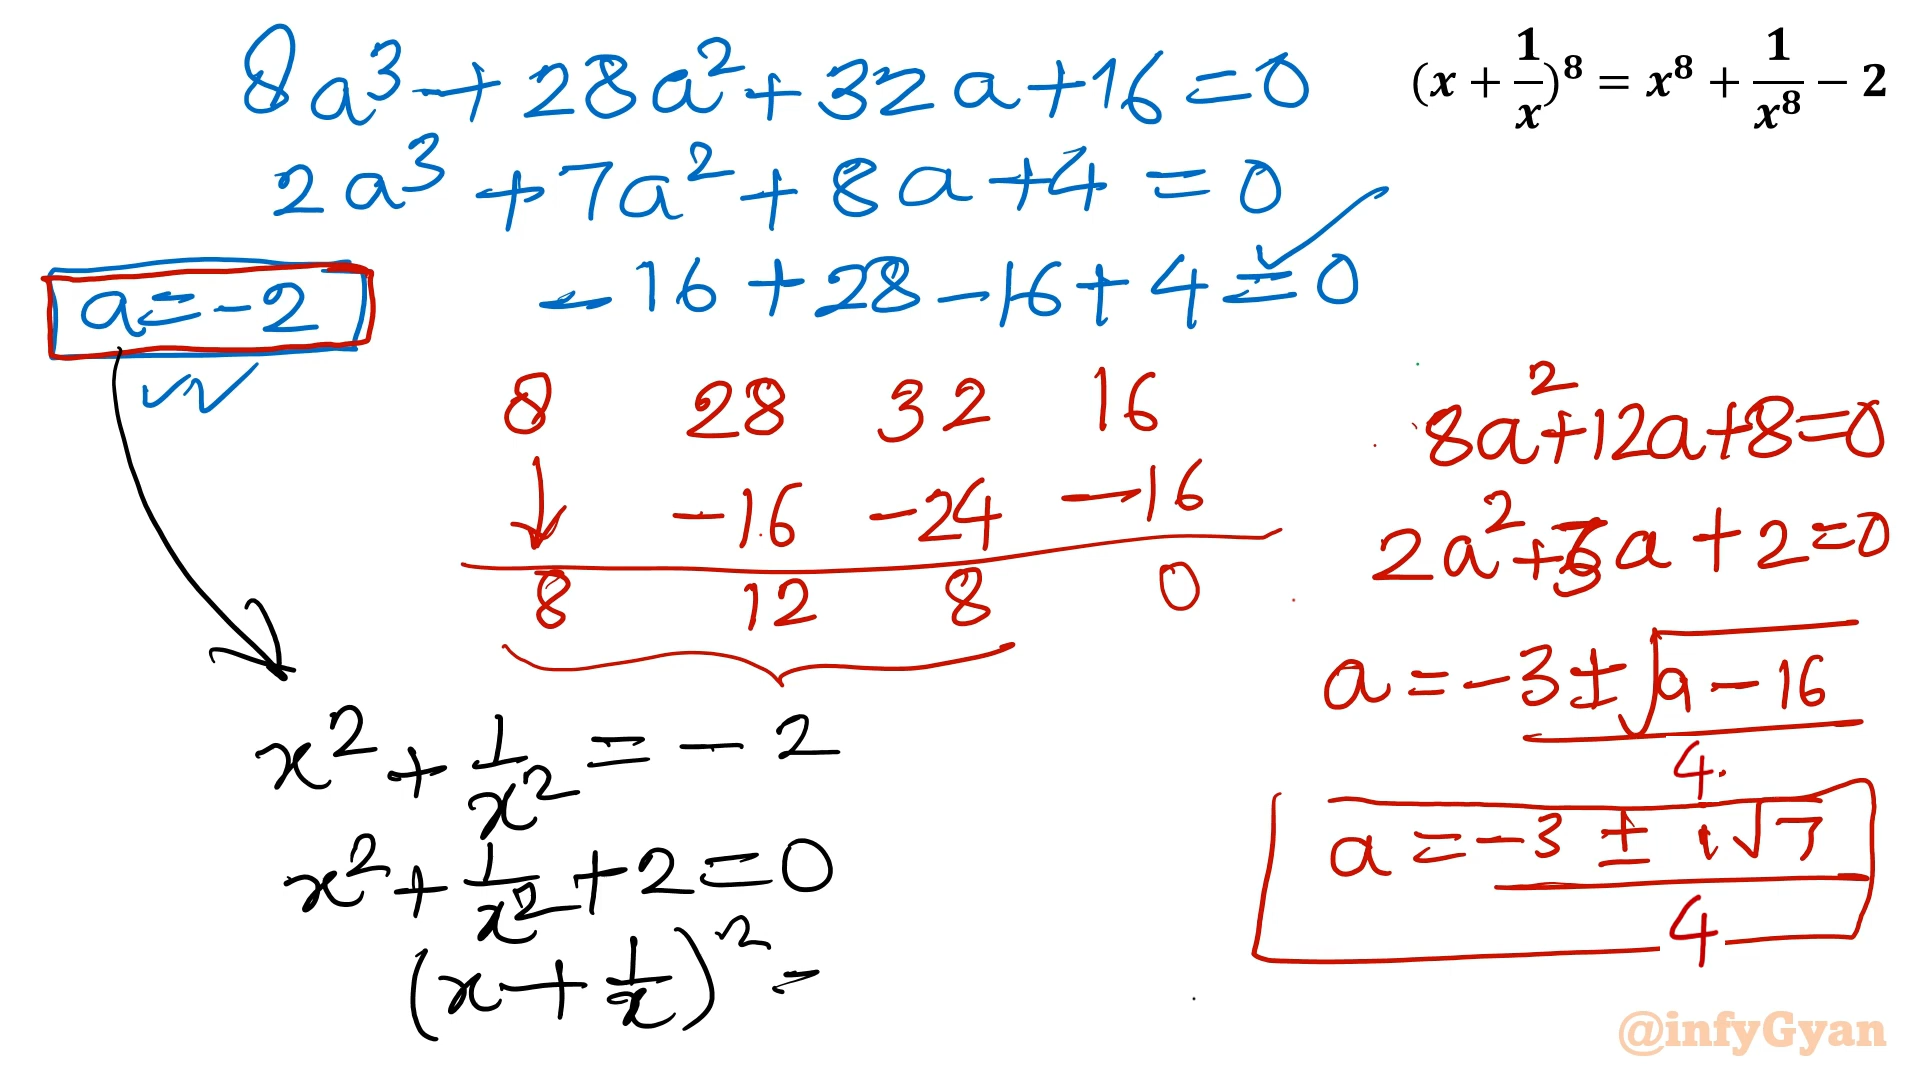 8a³ + 28a² + 32a + 16 = 0
(x + 1/x)⁸ = x⁸ + 1/x⁸ − 2
2a³ + 7a² + 8a + 4 = 0
a = −2
−16 + 28 − 16 + 4 = 0
8 28 32 16
−16 −24 −16
8 12 8 0
x² + 1/x² = −2
x² + 1/x² + 2 = 0
(x + 1/x)² =
8a² + 12a + 8 = 0
2a² + 3a + 2 = 0
a = −3 ± √9 − 16
4
a = −3 ± i√7
4
@infyGyan